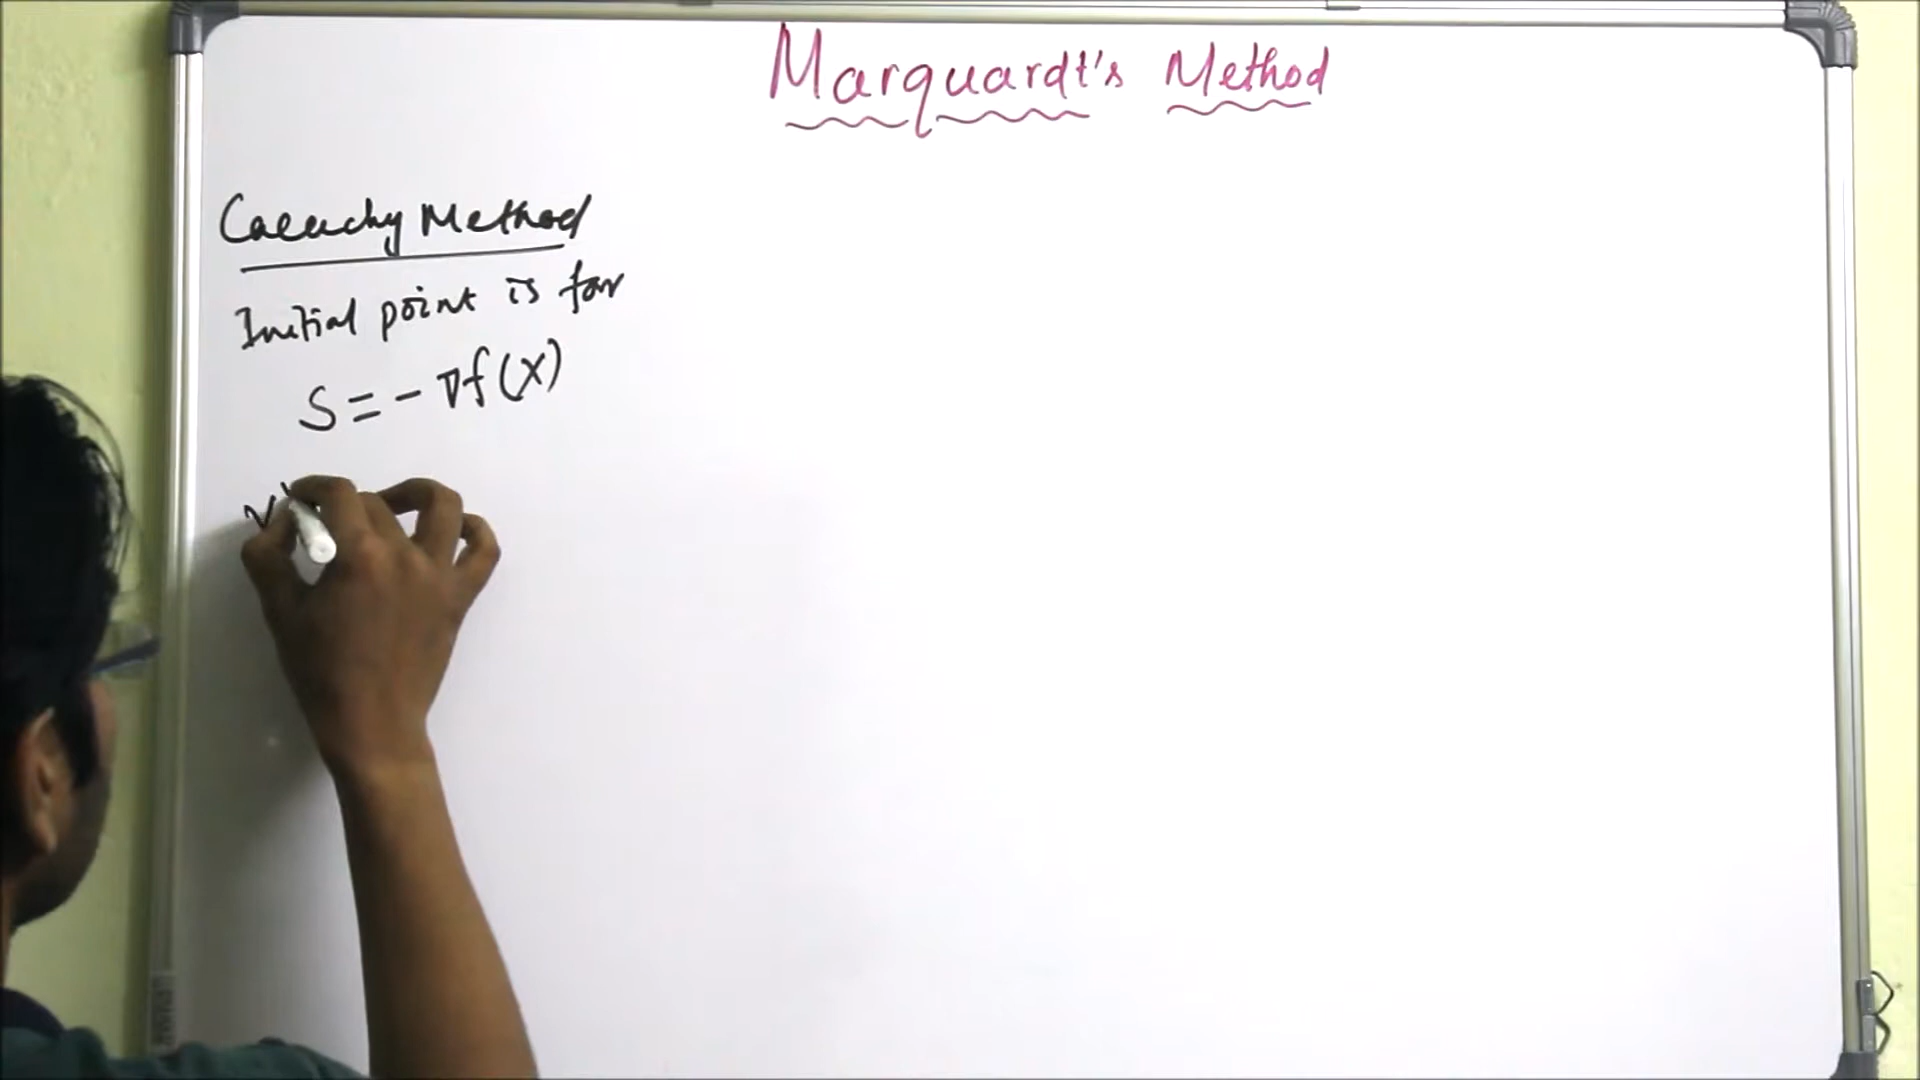 Marquardt's Method
Cauchy Method
Initial point is far
S = - ∇f(X)